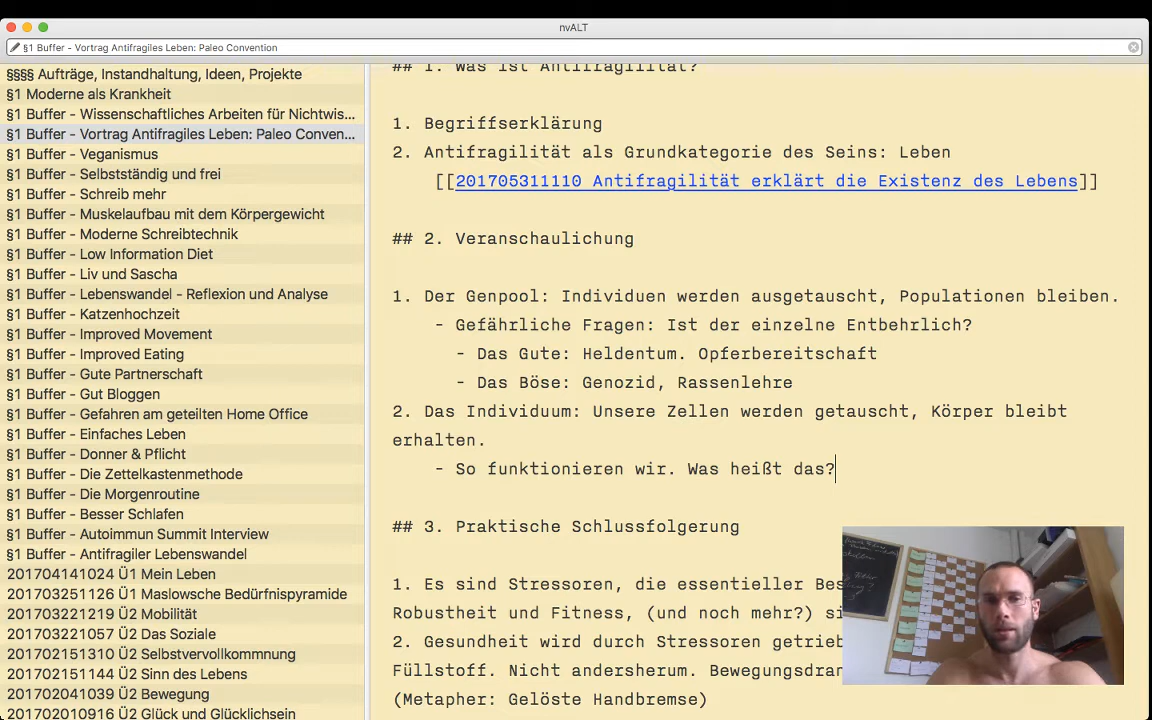 nvALT
§1 Buffer - Vortrag Antifragiles Leben: Paleo Convention
§§§§ Aufträge, Instandhaltung, Ideen, Projekte
§1 Moderne als Krankheit
§1 Buffer - Wissenschaftliches Arbeiten für Nichtwis...
§1 Buffer - Vortrag Antifragiles Leben: Paleo Conven...
§1 Buffer - Veganismus
§1 Buffer - Selbstständig und frei
§1 Buffer - Schreib mehr
§1 Buffer - Muskelaufbau mit dem Körpergewicht
§1 Buffer - Moderne Schreibtechnik
§1 Buffer - Low Information Diet
§1 Buffer - Liv und Sascha
§1 Buffer - Lebenswandel - Reflexion und Analyse
§1 Buffer - Katzenhochzeit
§1 Buffer - Improved Movement
§1 Buffer - Improved Eating
§1 Buffer - Gute Partnerschaft
§1 Buffer - Gut Bloggen
§1 Buffer - Gefahren am geteilten Home Office
§1 Buffer - Einfaches Leben
§1 Buffer - Donner & Pflicht
§1 Buffer - Die Zettelkastenmethode
§1 Buffer - Die Morgenroutine
§1 Buffer - Besser Schlafen
§1 Buffer - Autoimmun Summit Interview
§1 Buffer - Antifragiler Lebenswandel
201704141024 Ü1 Mein Leben
201703251126 Ü1 Maslowsche Bedürfnispyramide
201703221219 Ü2 Mobilität
201703221057 Ü2 Das Soziale
201702151310 Ü2 Selbstvervollkommnung
201702151144 Ü2 Sinn des Lebens
201702041039 Ü2 Bewegung
201702010916 Ü2 Glück und Glücklichsein
## 1. Was ist Antifragilität?
1. Begriffserklärung
2. Antifragilität als Grundkategorie des Seins: Leben
[[201705311110 Antifragilität erklärt die Existenz des Lebens]]
## 2. Veranschaulichung
1. Der Genpool: Individuen werden ausgetauscht, Populationen bleiben.
- Gefährliche Fragen: Ist der einzelne Entbehrlich?
- Das Gute: Heldentum. Opferbereitschaft
- Das Böse: Genozid, Rassenlehre
2. Das Individuum: Unsere Zellen werden getauscht, Körper bleibt
erhalten.
- So funktionieren wir. Was heißt das?
## 3. Praktische Schlussfolgerung
1. Es sind Stressoren, die essentieller Bes
Robustheit und Fitness, (und noch mehr?) si
2. Gesundheit wird durch Stressoren getrieb
Füllstoff. Nicht andersherum. Bewegungsdran
(Metapher: Gelöste Handbremse)